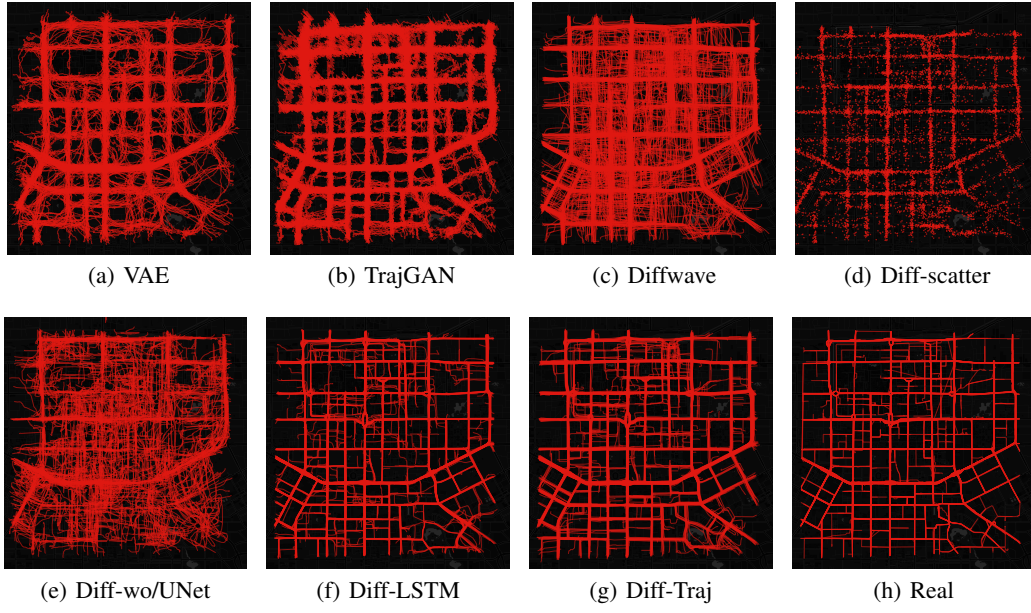 (a) VAE
(b) TrajGAN
(c) Diffwave
(d) Diff-scatter
(e) Diff-wo/UNet
(f) Diff-LSTM
(g) Diff-Traj
(h) Real